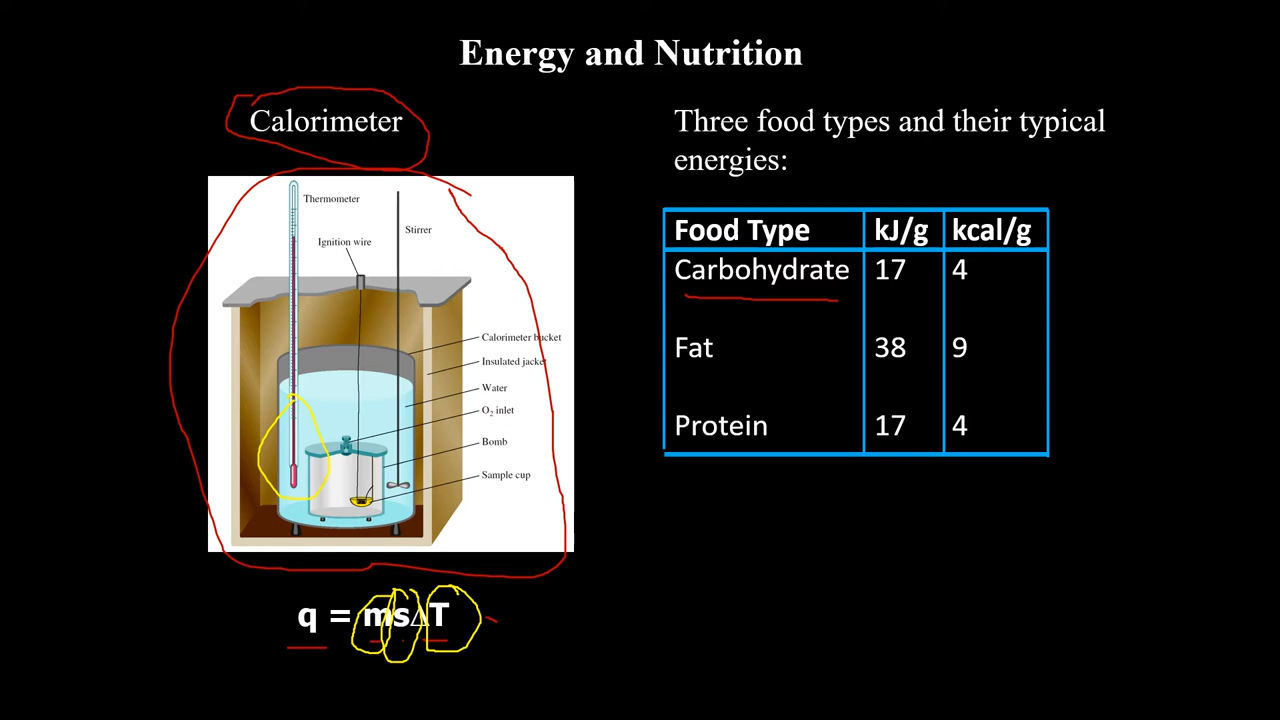 Energy and Nutrition
Calorimeter
Thermometer
Stirrer
Ignition wire
Calorimeter bucket
Insulated jacket
Water
O₂ inlet
Bomb
Sample cup
q = msΔT
Three food types and their typical
energies:
Food Type kJ/g kcal/g
Carbohydrate 17 4
Fat 38 9
Protein 17 4